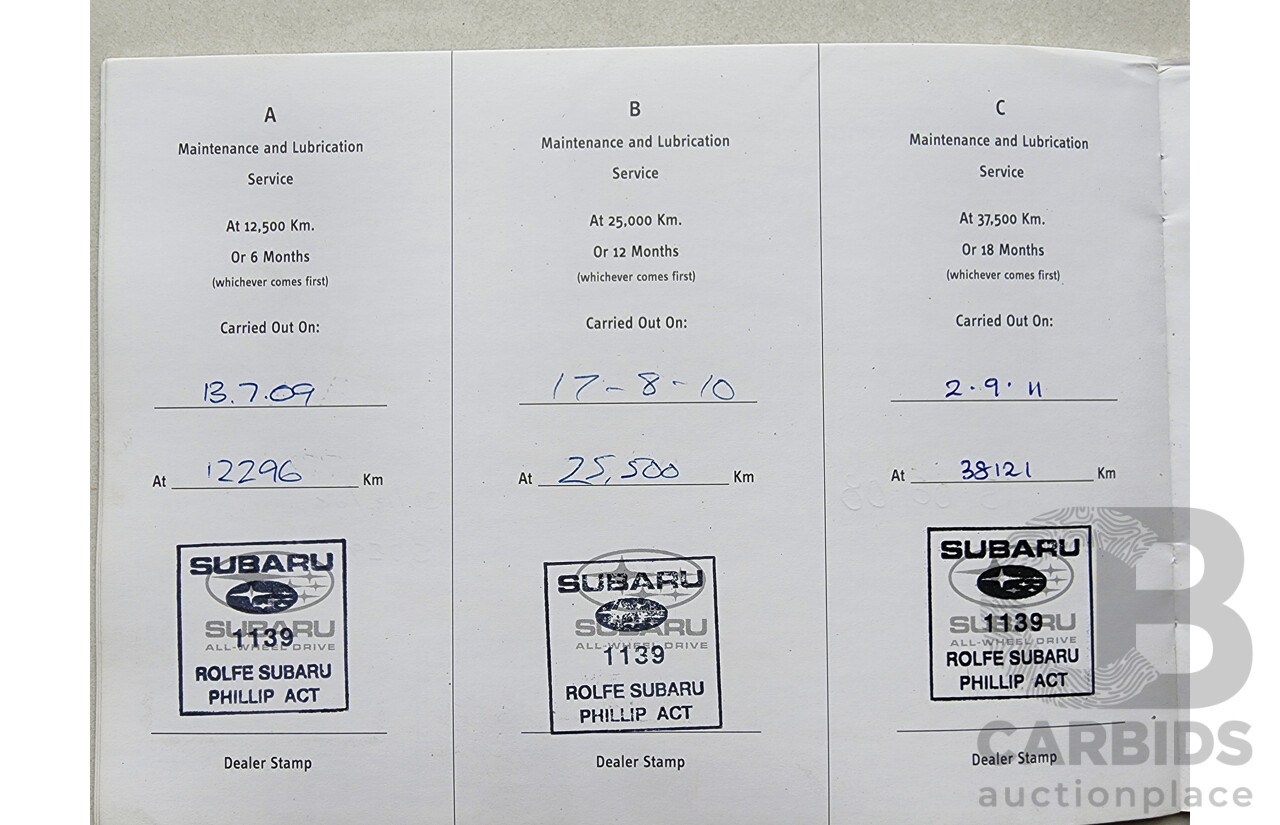 A
Maintenance and Lubrication
Service
At 12,500 Km.
Or 6 Months
(whichever comes first)
Carried Out On:
13.7.09
At 12296 Km
SUBARU
SUBARU
1139
ALL-WHEEL DRIVE
ROLFE SUBARU
PHILLIP ACT
Dealer Stamp
B
Maintenance and Lubrication
Service
At 25,000 Km.
Or 12 Months
(whichever comes first)
Carried Out On:
17-8-10
At 25,500 Km
SUBARU
SUBARU
ALL-WHEEL DRIVE
1139
ROLFE SUBARU
PHILLIP ACT
Dealer Stamp
C
Maintenance and Lubrication
Service
At 37,500 Km.
Or 18 Months
(whichever comes first)
Carried Out On:
2.9.11
At 38121 Km
SUBARU
SUBARU
1139
ALL-WHEEL DRIVE
ROLFE SUBARU
PHILLIP ACT
Dealer Stamp
B
CARBIDS
auctionplace